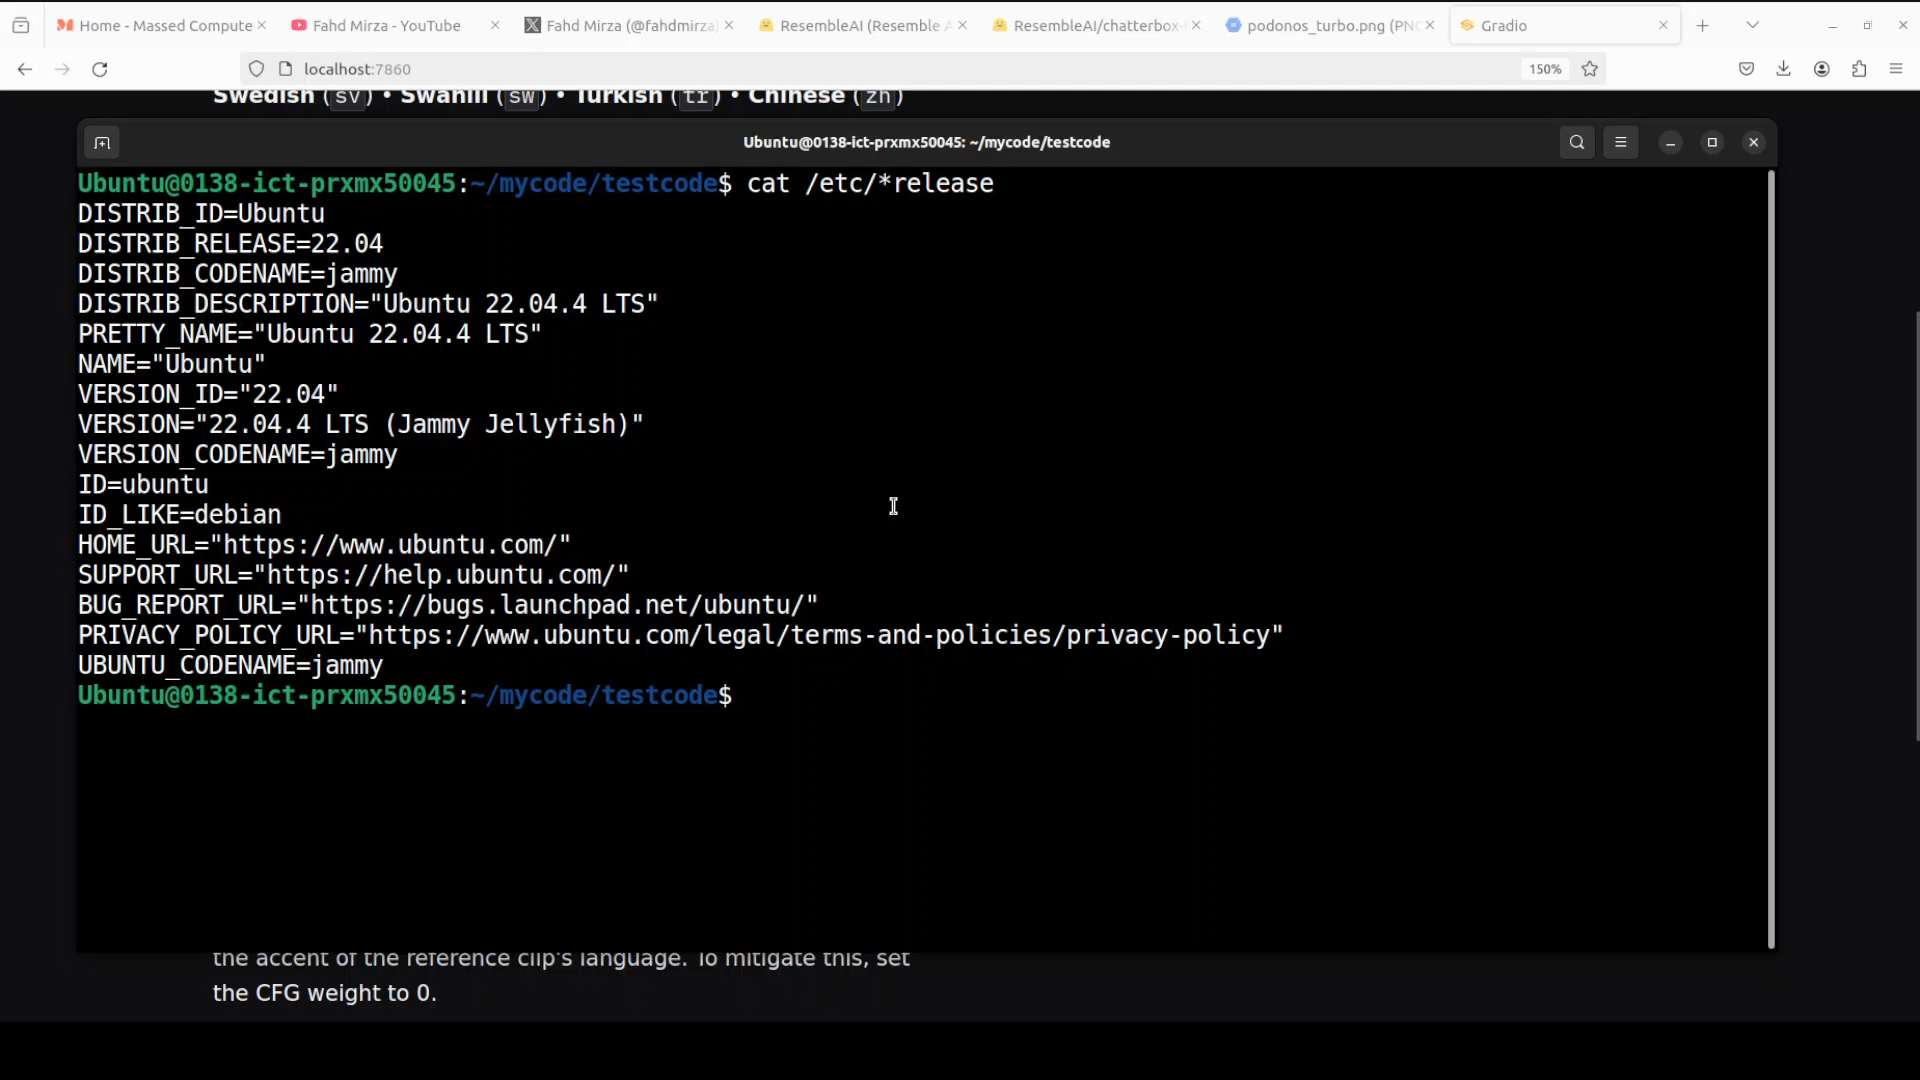 Home - Massed Compute
Fahd Mirza - YouTube
Fahd Mirza (@fahdmirza)
ResembleAI (Resemble A
ResembleAI/chatterbox-
podonos_turbo.png (PN
Gradio
localhost:7860
150%
Swedish (sv) • Swahili (sw) • Turkish (tr) • Chinese (zh)
Ubuntu@0138-ict-prxmx50045: ~/mycode/testcode
Ubuntu@0138-ict-prxmx50045:~/mycode/testcode$ cat /etc/*release
DISTRIB_ID=Ubuntu
DISTRIB_RELEASE=22.04
DISTRIB_CODENAME=jammy
DISTRIB_DESCRIPTION="Ubuntu 22.04.4 LTS"
PRETTY_NAME="Ubuntu 22.04.4 LTS"
NAME="Ubuntu"
VERSION_ID="22.04"
VERSION="22.04.4 LTS (Jammy Jellyfish)"
VERSION_CODENAME=jammy
ID=ubuntu
ID_LIKE=debian
HOME_URL="https://www.ubuntu.com/"
SUPPORT_URL="https://help.ubuntu.com/"
BUG_REPORT_URL="https://bugs.launchpad.net/ubuntu/"
PRIVACY_POLICY_URL="https://www.ubuntu.com/legal/terms-and-policies/privacy-policy"
UBUNTU_CODENAME=jammy
Ubuntu@0138-ict-prxmx50045:~/mycode/testcode$
the accent of the reference clip's language. To mitigate this, set
the CFG weight to 0.